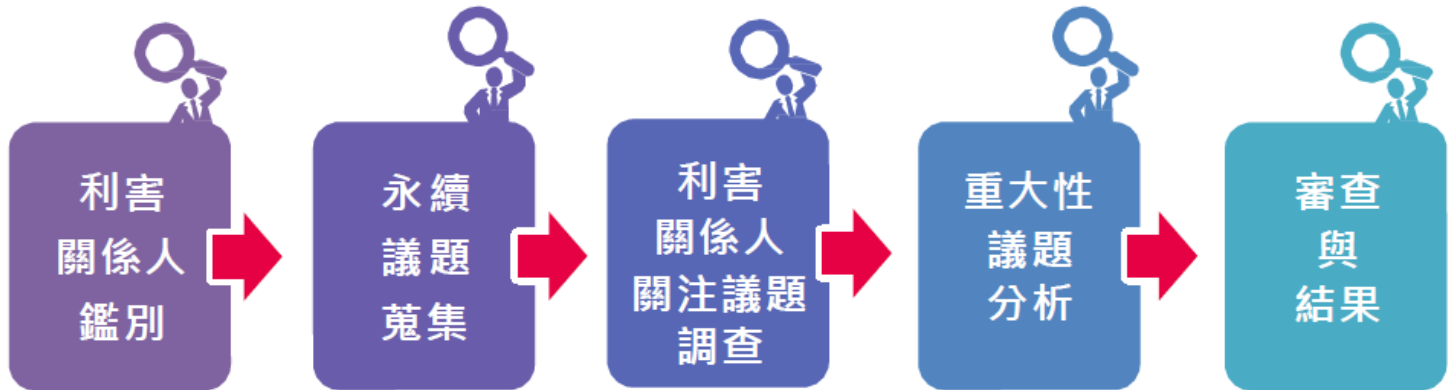 利害
關係人
鑑別
永續
議題
蒐集
利害
關係人
關注議題
調查
重大性
議題
分析
審查
與
結果